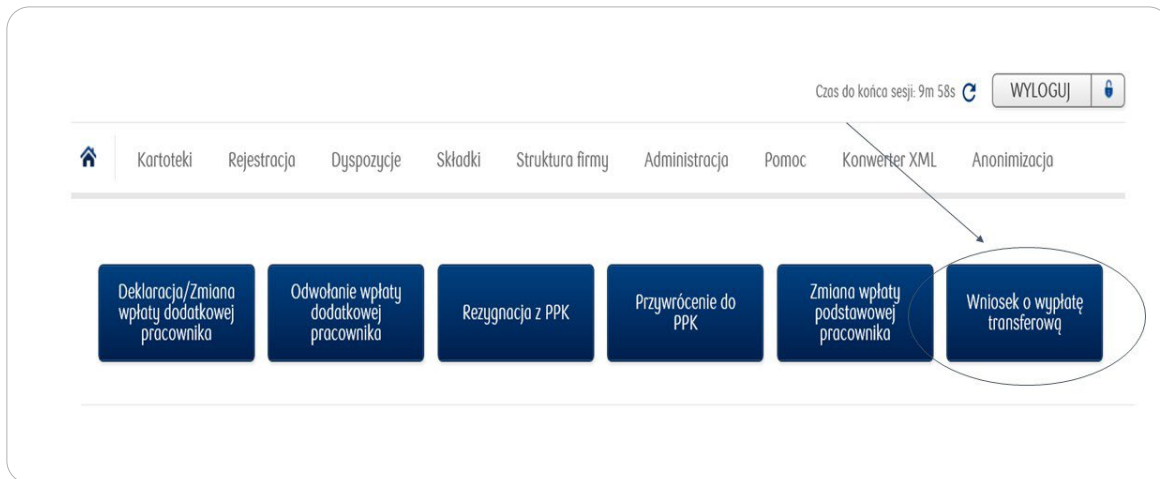 Czas do końca sesji: 9m 58s
WYLOGUJ
Kartoteki Rejestracja Dyspozycje Składki Struktura firmy Administracja Pomoc Konwerter XML Anonimizacja
Deklaracja/Zmiana
wpłaty dodatkowej
pracownika
Odwołanie wpłaty
dodatkowej
pracownika
Rezygnacja z PPK
Przywrócenie do
PPK
Zmiana wpłaty
podstawowej
pracownika
Wniosek o wypłatę
transferową